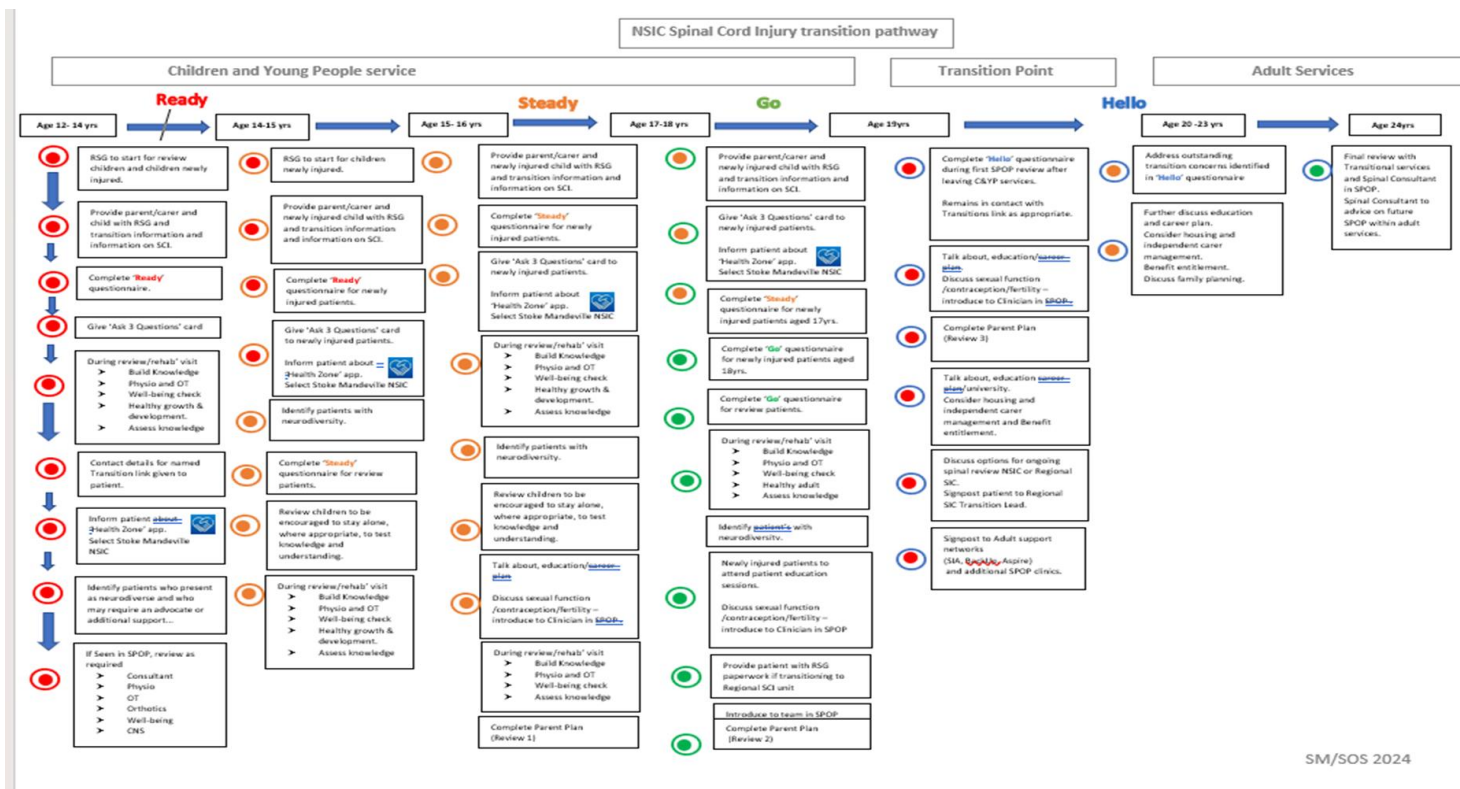 NSIC Spinal Cord Injury transition pathway
Children and Young People service
Transition Point
Adult Services
Ready
Steady
Go
Hello
Age 12- 14 yrs
Age 14-15 yrs
Age 15- 16 yrs
Age 17-18 yrs
Age 19yrs
Age 20 -23 yrs
Age 24yrs
RSG to start for review
children and children newly
injured.
Provide parent/carer and
child with RSG and
transition information and
information on SCI.
Complete 'Ready'
questionnaire.
Give 'Ask 3 Questions' card
During review/rehab' visit
➤ Build Knowledge
➤ Physio and OT
➤ Well-being check
➤ Healthy growth &
development.
➤ Assess knowledge
Contact details for named
Transition link given to
patient.
Inform patient about
'Health Zone' app.
Select Stoke Mandeville
NSIC
Identify patients who present
as neurodiverse and who
may require an advocate or
additional support...
If Seen in SPOP, review as
required
➤ Consultant
➤ Physio
➤ OT
➤ Orthotics
➤ Well-being
➤ CNS
RSG to start for children
newly injured.
Provide parent/carer and
newly injured child with RSG
and transition information
and information on SCI.
Complete 'Ready'
questionnaire for newly
injured patients.
Give 'Ask 3 Questions' card
to newly injured patients.
Inform patient about
'Health Zone' app.
Select Stoke Mandeville NSIC
Identify patients with
neurodiversity.
Complete 'Steady'
questionnaire for review
patients.
Review children to be
encouraged to stay alone,
where appropriate, to test
knowledge and
understanding.
During review/rehab' visit
➤ Build Knowledge
➤ Physio and OT
➤ Well-being check
➤ Healthy growth &
development.
➤ Assess knowledge
Provide parent/carer and
newly injured child with RSG
and transition information
and information on SCI.
Complete 'Steady'
questionnaire for newly
injured patients.
Give 'Ask 3 Questions' card to
newly injured patients.
Inform patient about
'Health Zone' app.
Select Stoke Mandeville NSIC
During review/rehab' visit
➤ Build Knowledge
➤ Physio and OT
➤ Well-being check
➤ Healthy growth &
development.
➤ Assess knowledge
Identify patients with
neurodiversity.
Review children to be
encouraged to stay alone,
where appropriate, to test
knowledge and
understanding.
Talk about, education/career
plan
Discuss sexual function
/contraception/fertility –
introduce to Clinician in SPOP.
During review/rehab' visit
➤ Build Knowledge
➤ Physio and OT
➤ Well-being check
➤ Assess knowledge
Complete Parent Plan
(Review 1)
Provide parent/carer and
newly injured child with RSG
and transition information
and information on SCI.
Give 'Ask 3 Questions' card to
newly injured patients.
Inform patient about
'Health Zone' app.
Select Stoke Mandeville NSIC
Complete 'Steady'
questionnaire for newly
injured patients aged 17yrs.
Complete 'Go' questionnaire
for newly injured patients aged
18yrs.
Complete 'Go' questionnaire
for review patients.
During review/rehab' visit
➤ Build Knowledge
➤ Physio and OT
➤ Well-being check
➤ Healthy adult
➤ Assess knowledge
Identify patient's with
neurodiversity.
Newly injured patients to
attend patient education
sessions.
Discuss sexual function
/contraception/fertility –
introduce to Clinician in SPOP
Provide patient with RSG
paperwork if transitioning to
Regional SCI unit
Introduce to team in SPOP
Complete Parent Plan
(Review 2)
Complete 'Hello' questionnaire
during first SPOP review after
leaving C&YP services.
Remains in contact with
Transitions link as appropriate.
Talk about, education/career
plan.
Discuss sexual function
/contraception/fertility –
introduce to Clinician in SPOP.
Complete Parent Plan
(Review 3)
Talk about, education career
plan/university.
Consider housing and
independent carer
management and Benefit
entitlement.
Discuss options for ongoing
spinal review NSIC or Regional
SIC.
Signpost patient to Regional
SIC Transition Lead.
Signpost to Adult support
networks
(SIA, BackUp, Aspire)
and additional SPOP clinics.
Address outstanding
transition concerns identified
in 'Hello' questionnaire
Further discuss education
and career plan.
Consider housing and
independent carer
management.
Benefit entitlement.
Discuss family planning.
Final review with
Transitional services
and Spinal Consultant
in SPOP.
Spinal Consultant to
advice on future
SPOP within adult
services.
SM/SOS 2024